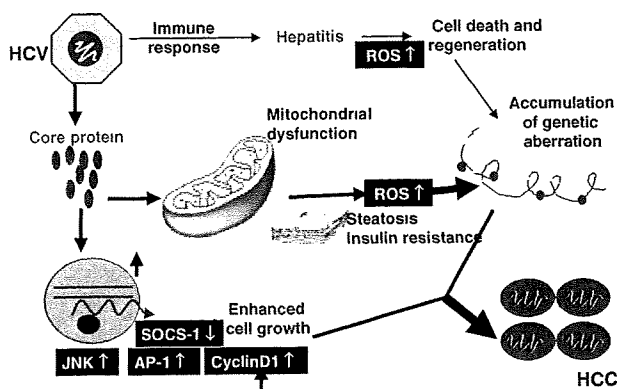 HCV
Immune
response
Hepatitis
ROS ↑
Cell death and
regeneration
Core protein
Mitochondrial
dysfunction
Accumulation
of genetic
aberration
ROS ↑
Steatosis
Insulin resistance
Enhanced
cell growth
SOCS-1 ↓
JNK ↑
AP-1 ↑
CyclinD1 ↑
HCC